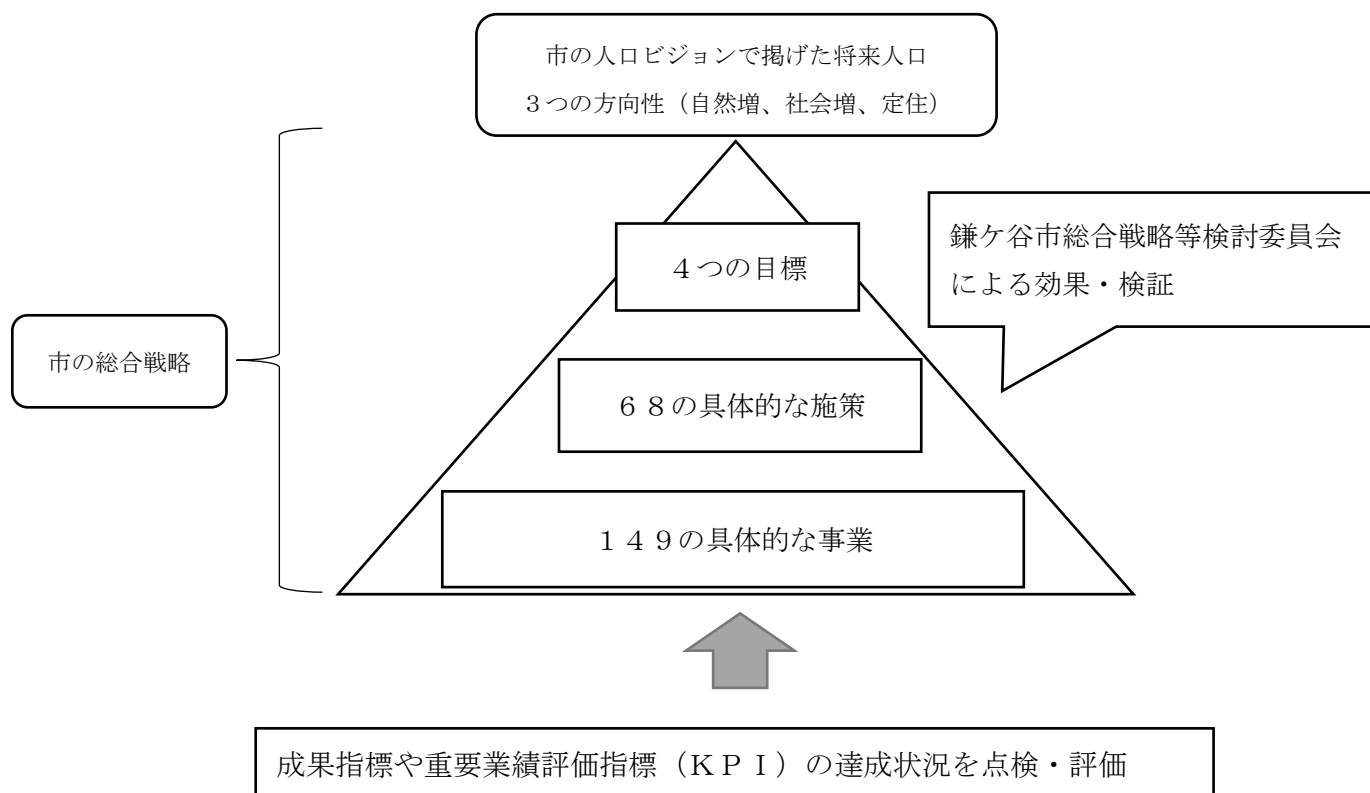 市の人口ビジョンで掲げた将来人口
３つの方向性（自然増、社会増、定住）
４つの目標
鎌ケ谷市総合戦略等検討委員会
による効果・検証
市の総合戦略
６８の具体的な施策
１４９の具体的な事業
成果指標や重要業績評価指標（ＫＰＩ）の達成状況を点検・評価